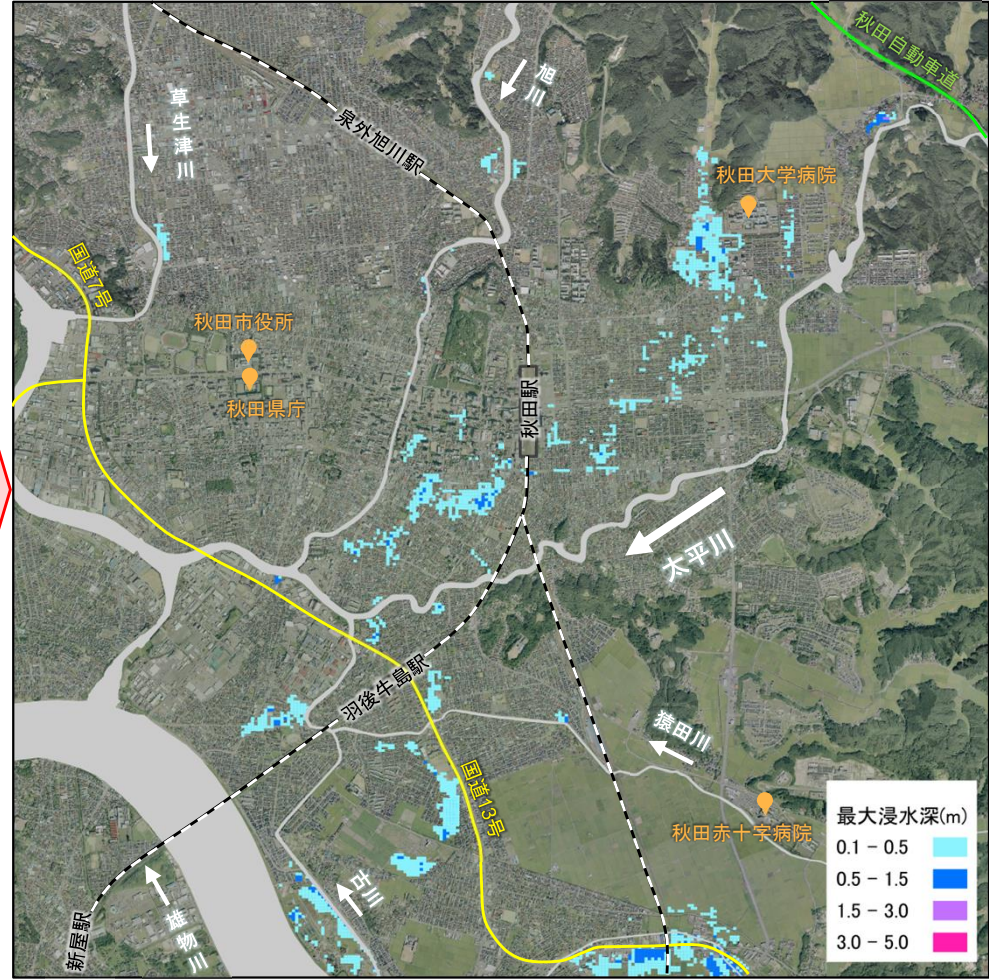 秋田自動車道
旭川
草生津川
泉外旭川駅
秋田大学病院
国道7号
秋田市役所
秋田県庁
秋田駅
太平川
羽後牛島駅
猿田川
国道13号
秋田赤十字病院
古川
新屋駅
雄物川
最大浸水深(m)
0.1 - 0.5
0.5 - 1.5
1.5 - 3.0
3.0 - 5.0